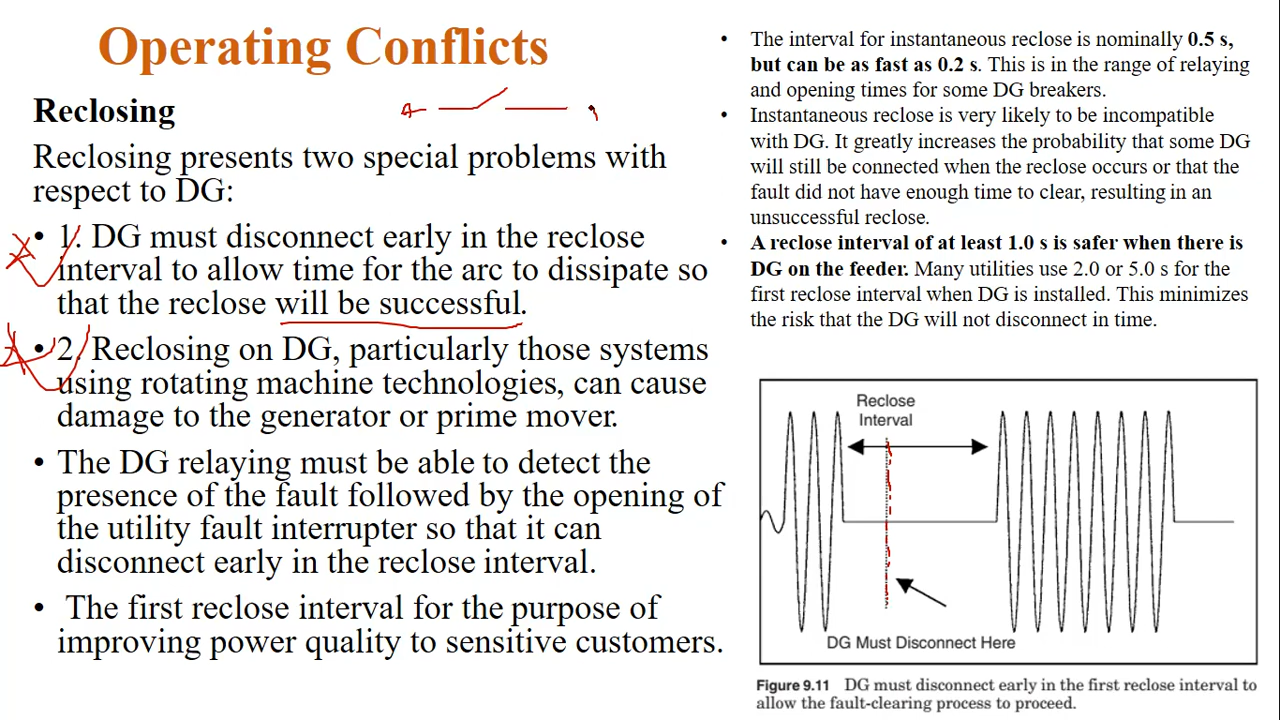 Operating Conflicts
Reclosing
Reclosing presents two special problems with
respect to DG:
• 1. DG must disconnect early in the reclose
interval to allow time for the arc to dissipate so
that the reclose will be successful.
• 2. Reclosing on DG, particularly those systems
using rotating machine technologies, can cause
damage to the generator or prime mover.
• The DG relaying must be able to detect the
presence of the fault followed by the opening of
the utility fault interrupter so that it can
disconnect early in the reclose interval.
• The first reclose interval for the purpose of
improving power quality to sensitive customers.
• The interval for instantaneous reclose is nominally 0.5 s,
but can be as fast as 0.2 s. This is in the range of relaying
and opening times for some DG breakers.
• Instantaneous reclose is very likely to be incompatible
with DG. It greatly increases the probability that some DG
will still be connected when the reclose occurs or that the
fault did not have enough time to clear, resulting in an
unsuccessful reclose.
• A reclose interval of at least 1.0 s is safer when there is
DG on the feeder. Many utilities use 2.0 or 5.0 s for the
first reclose interval when DG is installed. This minimizes
the risk that the DG will not disconnect in time.
Reclose
Interval
DG Must Disconnect Here
Figure 9.11 DG must disconnect early in the first reclose interval to
allow the fault-clearing process to proceed.